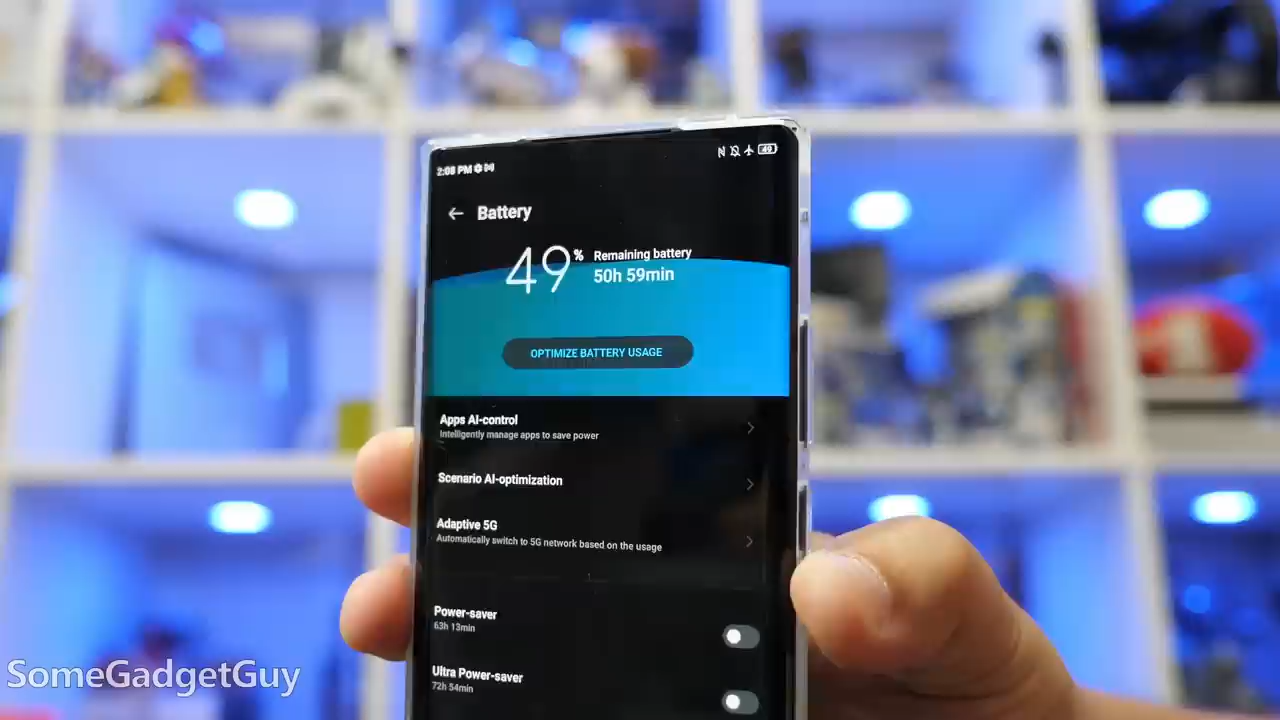 2:08 PM
49
Battery
49%
Remaining battery
50h 59min
OPTIMIZE BATTERY USAGE
Apps AI-control
Intelligently manage apps to save power
Scenario AI-optimization
Adaptive 5G
Automatically switch to 5G network based on the usage
Power-saver
63h 13min
Ultra Power-saver
72h 54min
SomeGadgetGuy